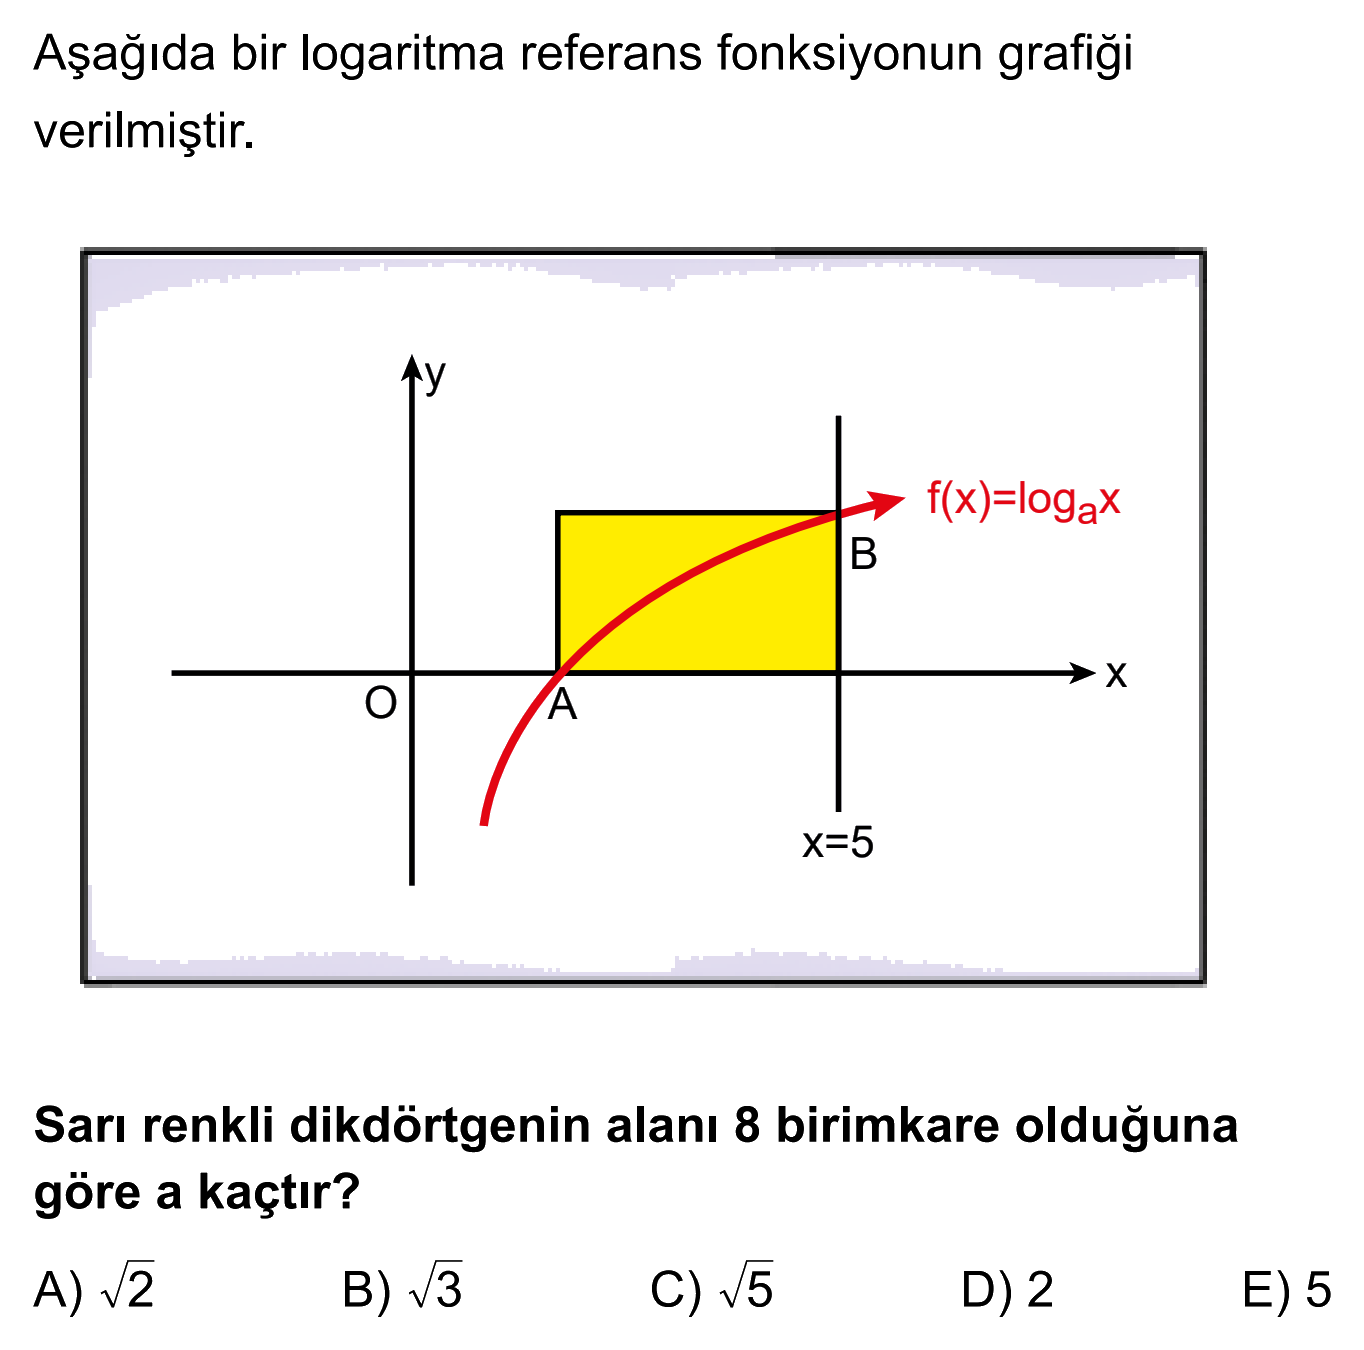 Aşağıda bir logaritma referans fonksiyonun grafiği
verilmiştir.
y
f(x)=logₐx
B
x
O
A
x=5
Sarı renkli dikdörtgenin alanı 8 birimkare olduğuna
göre a kaçtır?
A) √2 B) √3 C) √5 D) 2 E) 5